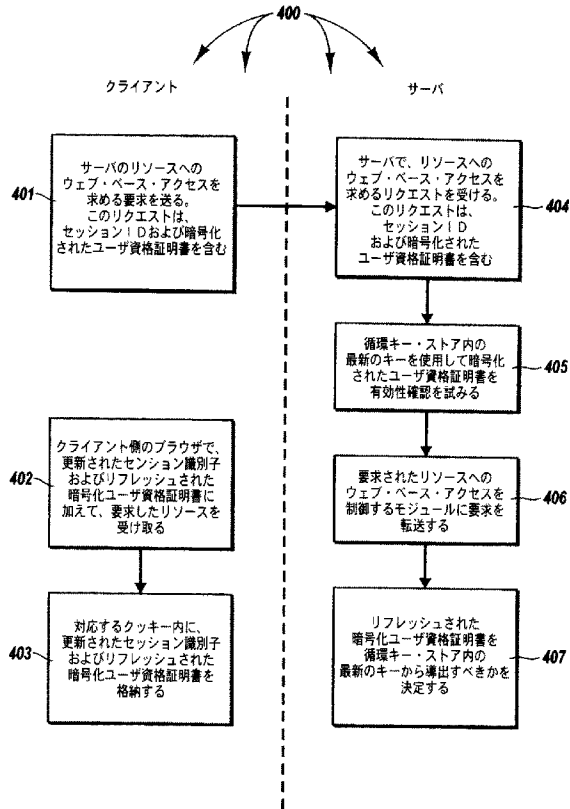 400
クライアント
サーバ
401
サーバのリソースへの
ウェブ・ベース・アクセスを
求める要求を送る。
このリクエストは、
セッションIDおよび暗号化
されたユーザ資格証明書を含む
サーバで、リソースへの
ウェブ・ベース・アクセスを
求めるリクエストを受ける。
このリクエストは、
セッションID
および暗号化された
ユーザ資格証明書を含む
404
循環キー・ストア内の
最新のキーを使用して暗号化
されたユーザ資格証明書を
有効性確認を試みる
405
402
クライアント側のブラウザで、
更新されたセンション識別子
およびリフレッシュされた
暗号化ユーザ資格証明書に
加えて、要求したリソースを
受け取る
要求されたリソースへの
ウェブ・ベース・アクセスを
制御するモジュールに要求を
転送する
406
403
対応するクッキー内に、
更新されたセッション識別子
およびリフレッシュされた
暗号化ユーザ資格証明書を
格納する
リフレッシュされた
暗号化ユーザ資格証明書を
循環キー・ストア内の
最新のキーから導出すべきかを
決定する
407